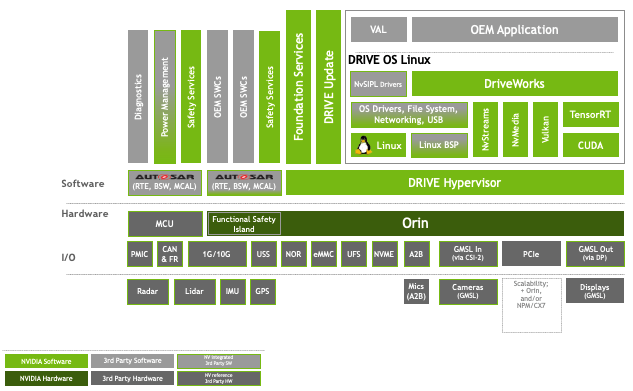 VAL
OEM Application
DRIVE OS Linux
NvSIPL Drivers
DriveWorks
OS Drivers, File System,
Networking, USB
NvStreams
NvMedia
Vulkan
TensorRT
Linux
Linux BSP
CUDA
Diagnostics
Power Management
Safety Services
OEM SWCs
OEM SWCs
Safety Services
Foundation Services
DRIVE Update
Software
AUTOSAR
(RTE, BSW, MCAL)
AUTOSAR
(RTE, BSW, MCAL)
DRIVE Hypervisor
Hardware
MCU
Functional Safety
Island
Orin
I/O
PMIC
CAN
& FR
1G/10G
USS
NOR
eMMC
UFS
NVME
A2B
GMSL In
(via CSI-2)
PCIe
GMSL Out
(via DP)
Radar
Lidar
IMU
GPS
Mics
(A2B)
Cameras
(GMSL)
Scalability;
+ Orin,
and/or
NPM/CX7
Displays
(GMSL)
NVIDIA Software
3rd Party Software
NV integrated
3rd Party SW
NVIDIA Hardware
3rd Party Hardware
NV reference
3rd Party HW